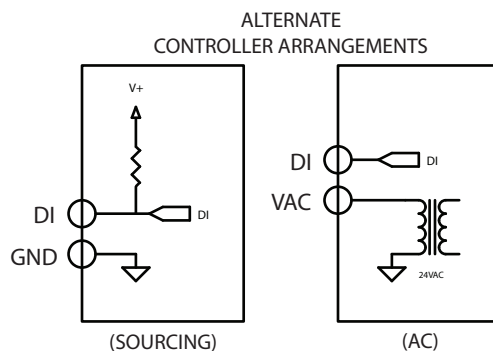 ALTERNATE
CONTROLLER ARRANGEMENTS
V+
DI
DI
GND
(SOURCING)
DI
DI
VAC
24VAC
(AC)